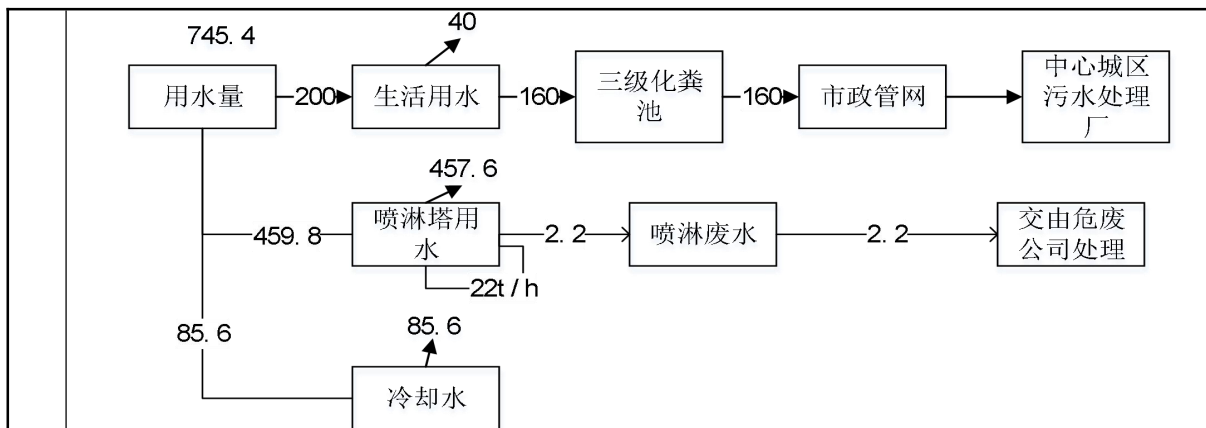 745. 4
40
用水量
200
生活用水
160
三级化粪
池
160
市政管网
中心城区
污水处理
厂
457. 6
459. 8
喷淋塔用
水
2. 2
喷淋废水
2. 2
交由危废
公司处理
22t / h
85. 6
85. 6
冷却水